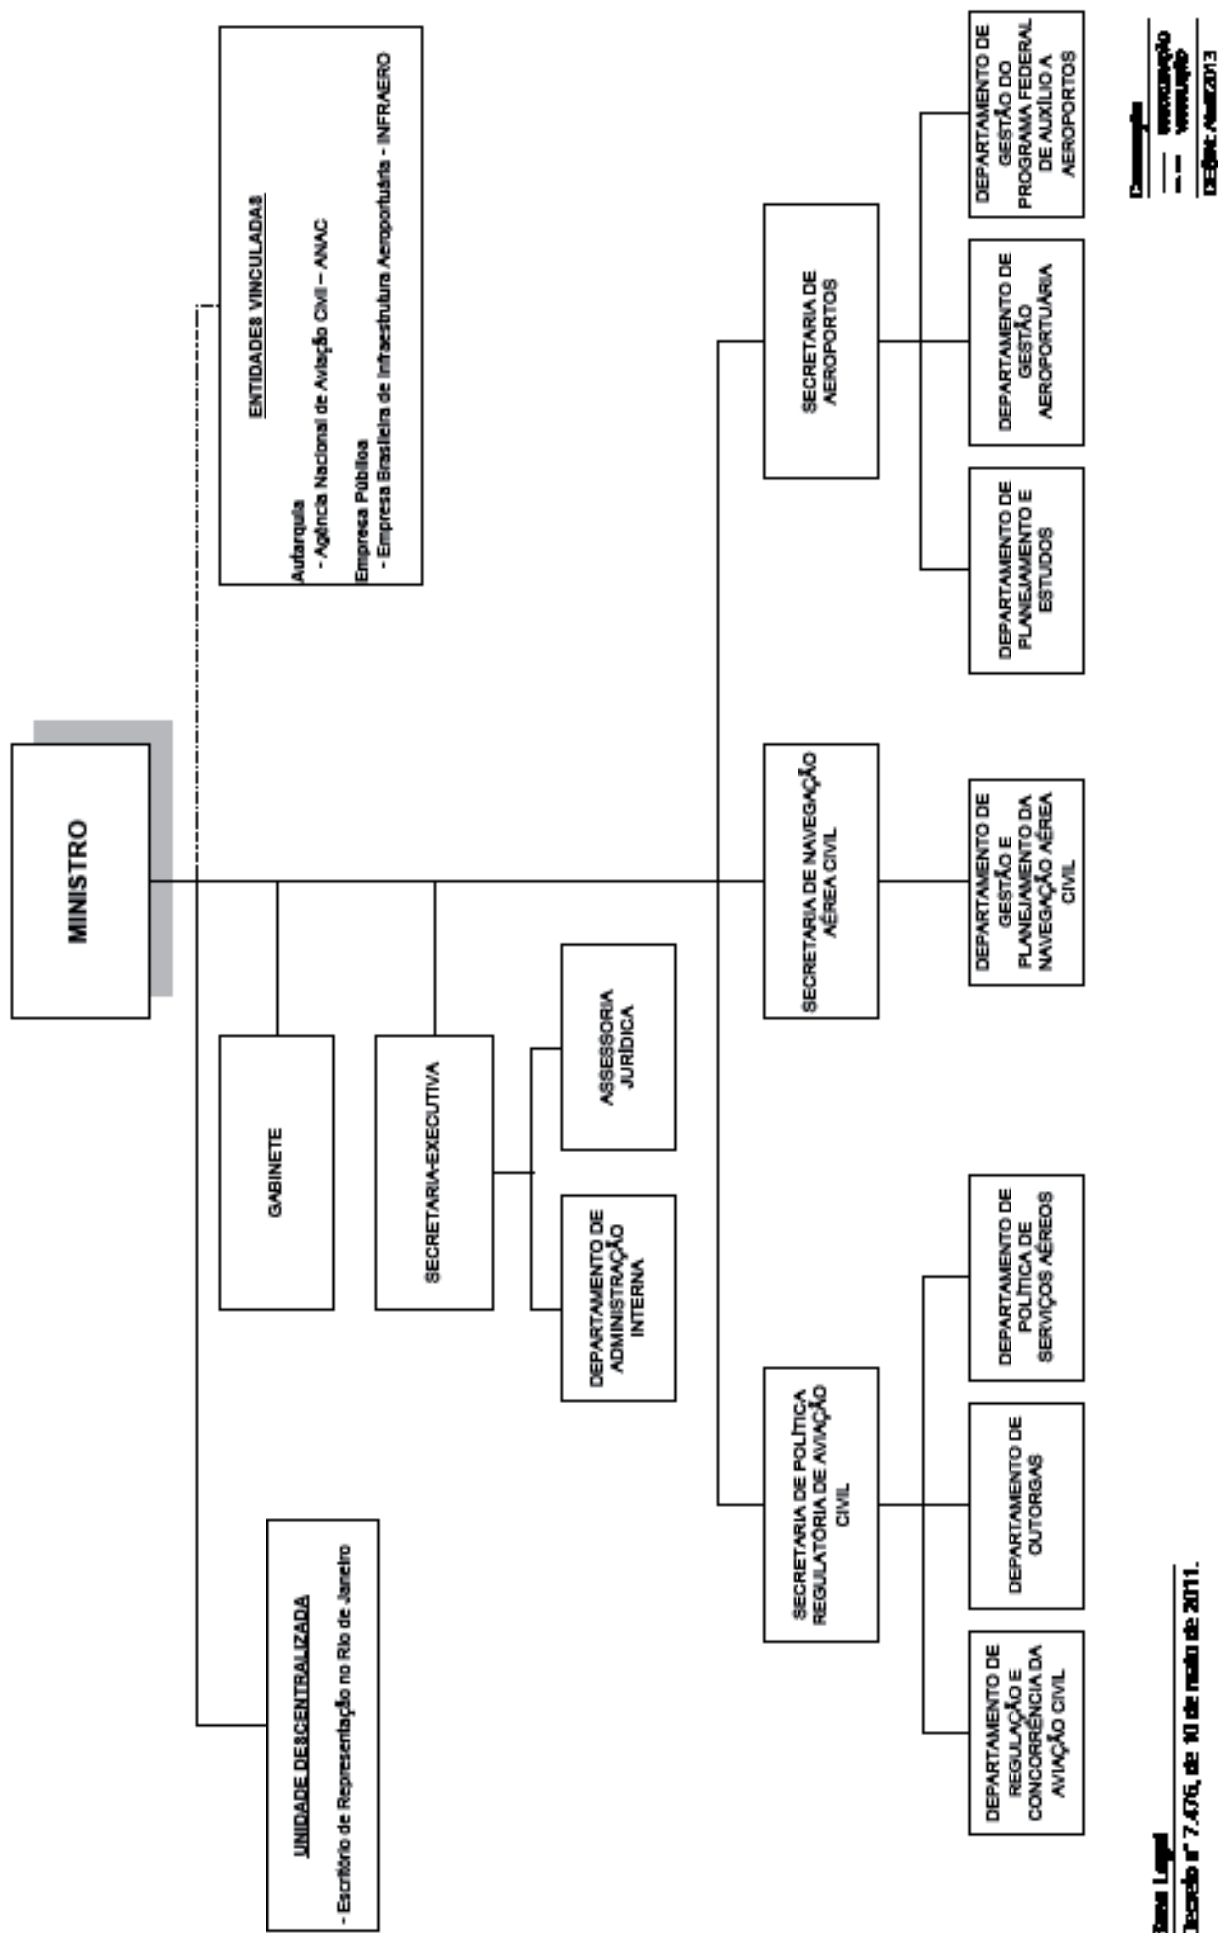 MINISTRO
ENTIDADES VINCULADAS
Autarquia
- Agência Nacional de Aviação Civil – ANAC
Empresa Pública
- Empresa Brasileira de Infraestrutura Aeroportuária - INFRAERO
UNIDADE DESCENTRALIZADA
- Escritório de Representação no Rio de Janeiro
GABINETE
SECRETARIA-EXECUTIVA
DEPARTAMENTO DE
ADMINISTRAÇÃO
INTERNA
ASSESSORIA
JURÍDICA
SECRETARIA DE POLÍTICA
REGULATÓRIA DE AVIAÇÃO
CIVIL
SECRETARIA DE NAVEGAÇÃO
AÉREA CIVIL
SECRETARIA DE
AEROPORTOS
DEPARTAMENTO DE
REGULAÇÃO E
CONCORRÊNCIA DA
AVIAÇÃO CIVIL
DEPARTAMENTO DE
OUTORGAS
DEPARTAMENTO DE
POLÍTICA DE
SERVIÇOS AÉREOS
DEPARTAMENTO DE
GESTÃO E
PLANEJAMENTO DA
NAVEGAÇÃO AÉREA
CIVIL
DEPARTAMENTO DE
PLANEJAMENTO E
ESTUDOS
DEPARTAMENTO DE
GESTÃO
AEROPORTUÁRIA
DEPARTAMENTO DE
GESTÃO DO
PROGRAMA FEDERAL
DE AUXÍLIO A
AEROPORTOS
Base Legal
Decreto n° 7.476, de 10 de maio de 2011.